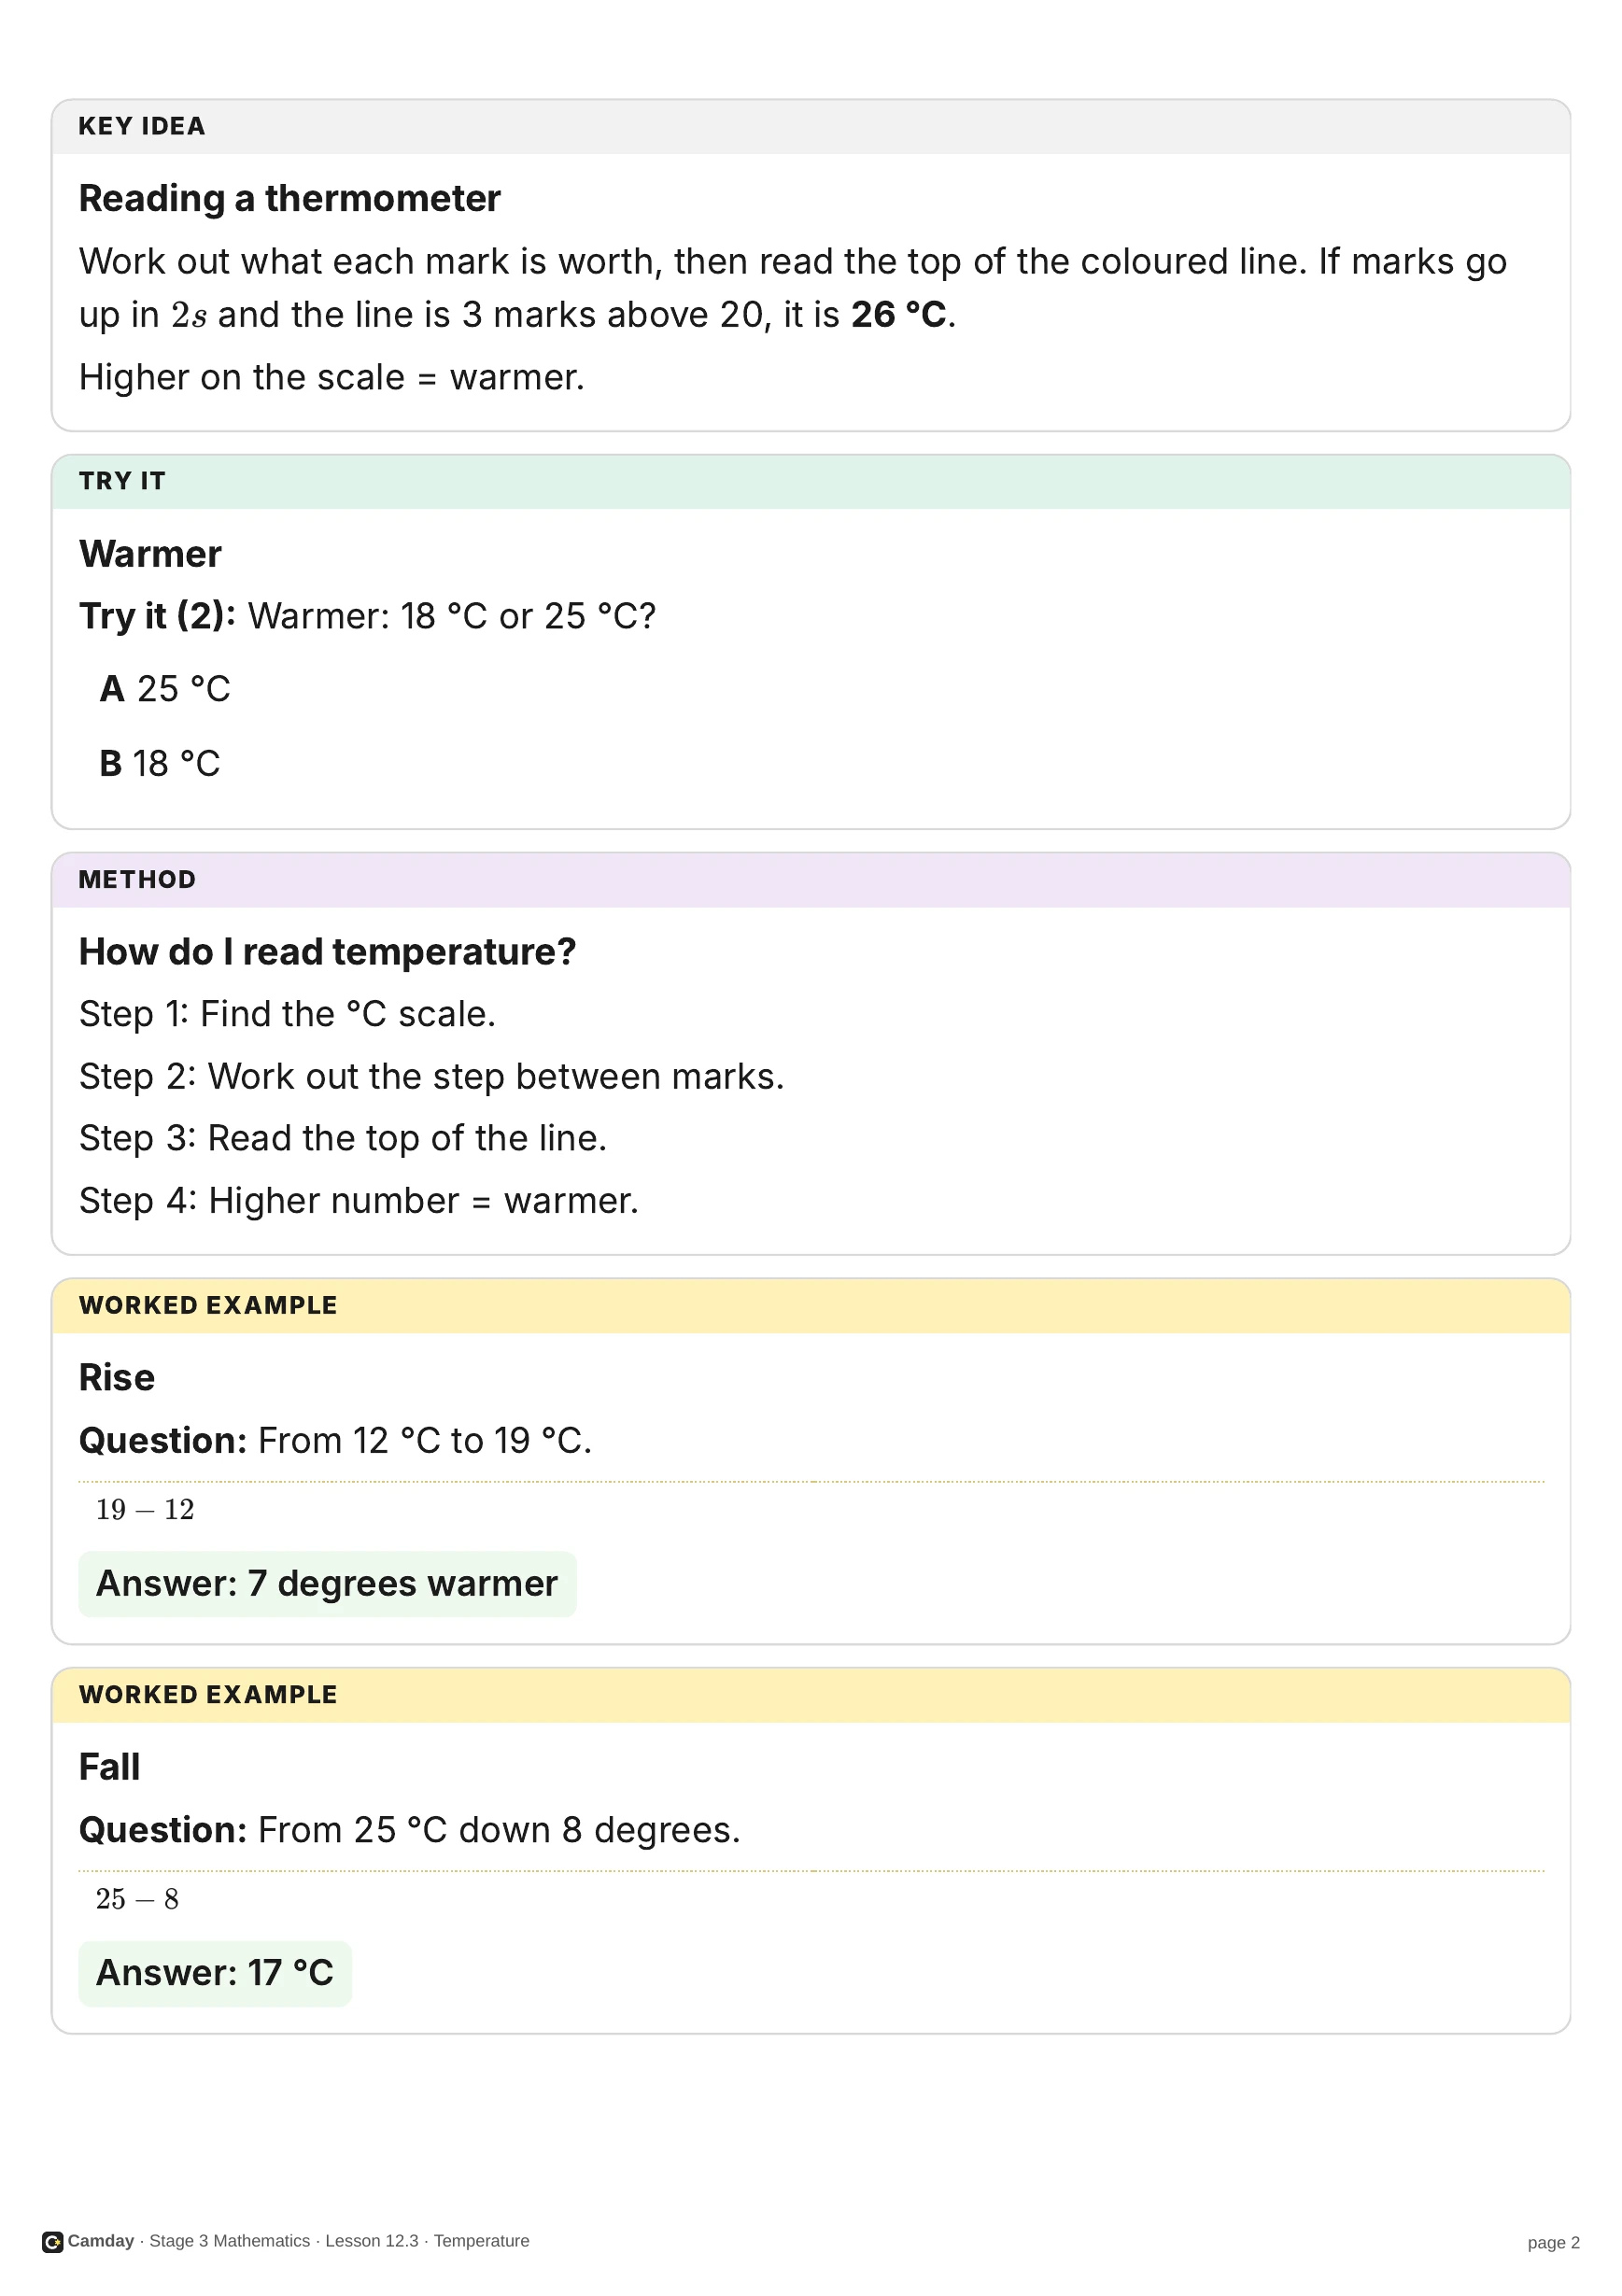 KEY IDEA
Reading a thermometer
Work out what each mark is worth, then read the top of the coloured line. If marks go
up in 2s and the line is 3 marks above 20, it is 26 °C.
Higher on the scale = warmer.
TRY IT
Warmer
Try it (2): Warmer: 18 °C or 25 °C?
A 25 °C
B 18 °C
METHOD
How do I read temperature?
Step 1: Find the °C scale.
Step 2: Work out the step between marks.
Step 3: Read the top of the line.
Step 4: Higher number = warmer.
WORKED EXAMPLE
Rise
Question: From 12 °C to 19 °C.
19 − 12
Answer: 7 degrees warmer
WORKED EXAMPLE
Fall
Question: From 25 °C down 8 degrees.
25 − 8
Answer: 17 °C
Camday · Stage 3 Mathematics · Lesson 12.3 · Temperature
page 2